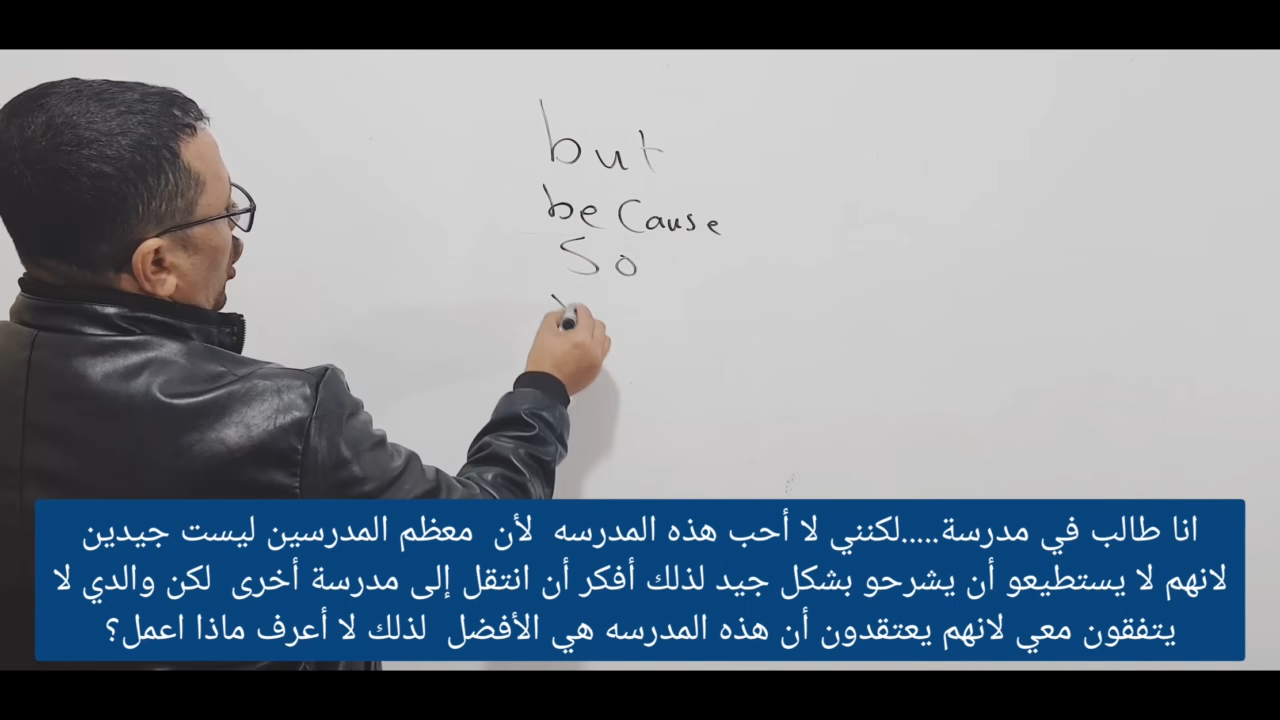 but
because
so
انا طالب في مدرسة.....لكنني لا أحب هذه المدرسه لأن معظم المدرسين ليست جيدين
لانهم لا يستطيعو أن يشرحو بشكل جيد لذلك أفكر أن انتقل إلى مدرسة أخرى لكن والدي لا
يتفقون معي لانهم يعتقدون أن هذه المدرسه هي الأفضل لذلك لا أعرف ماذا اعمل؟